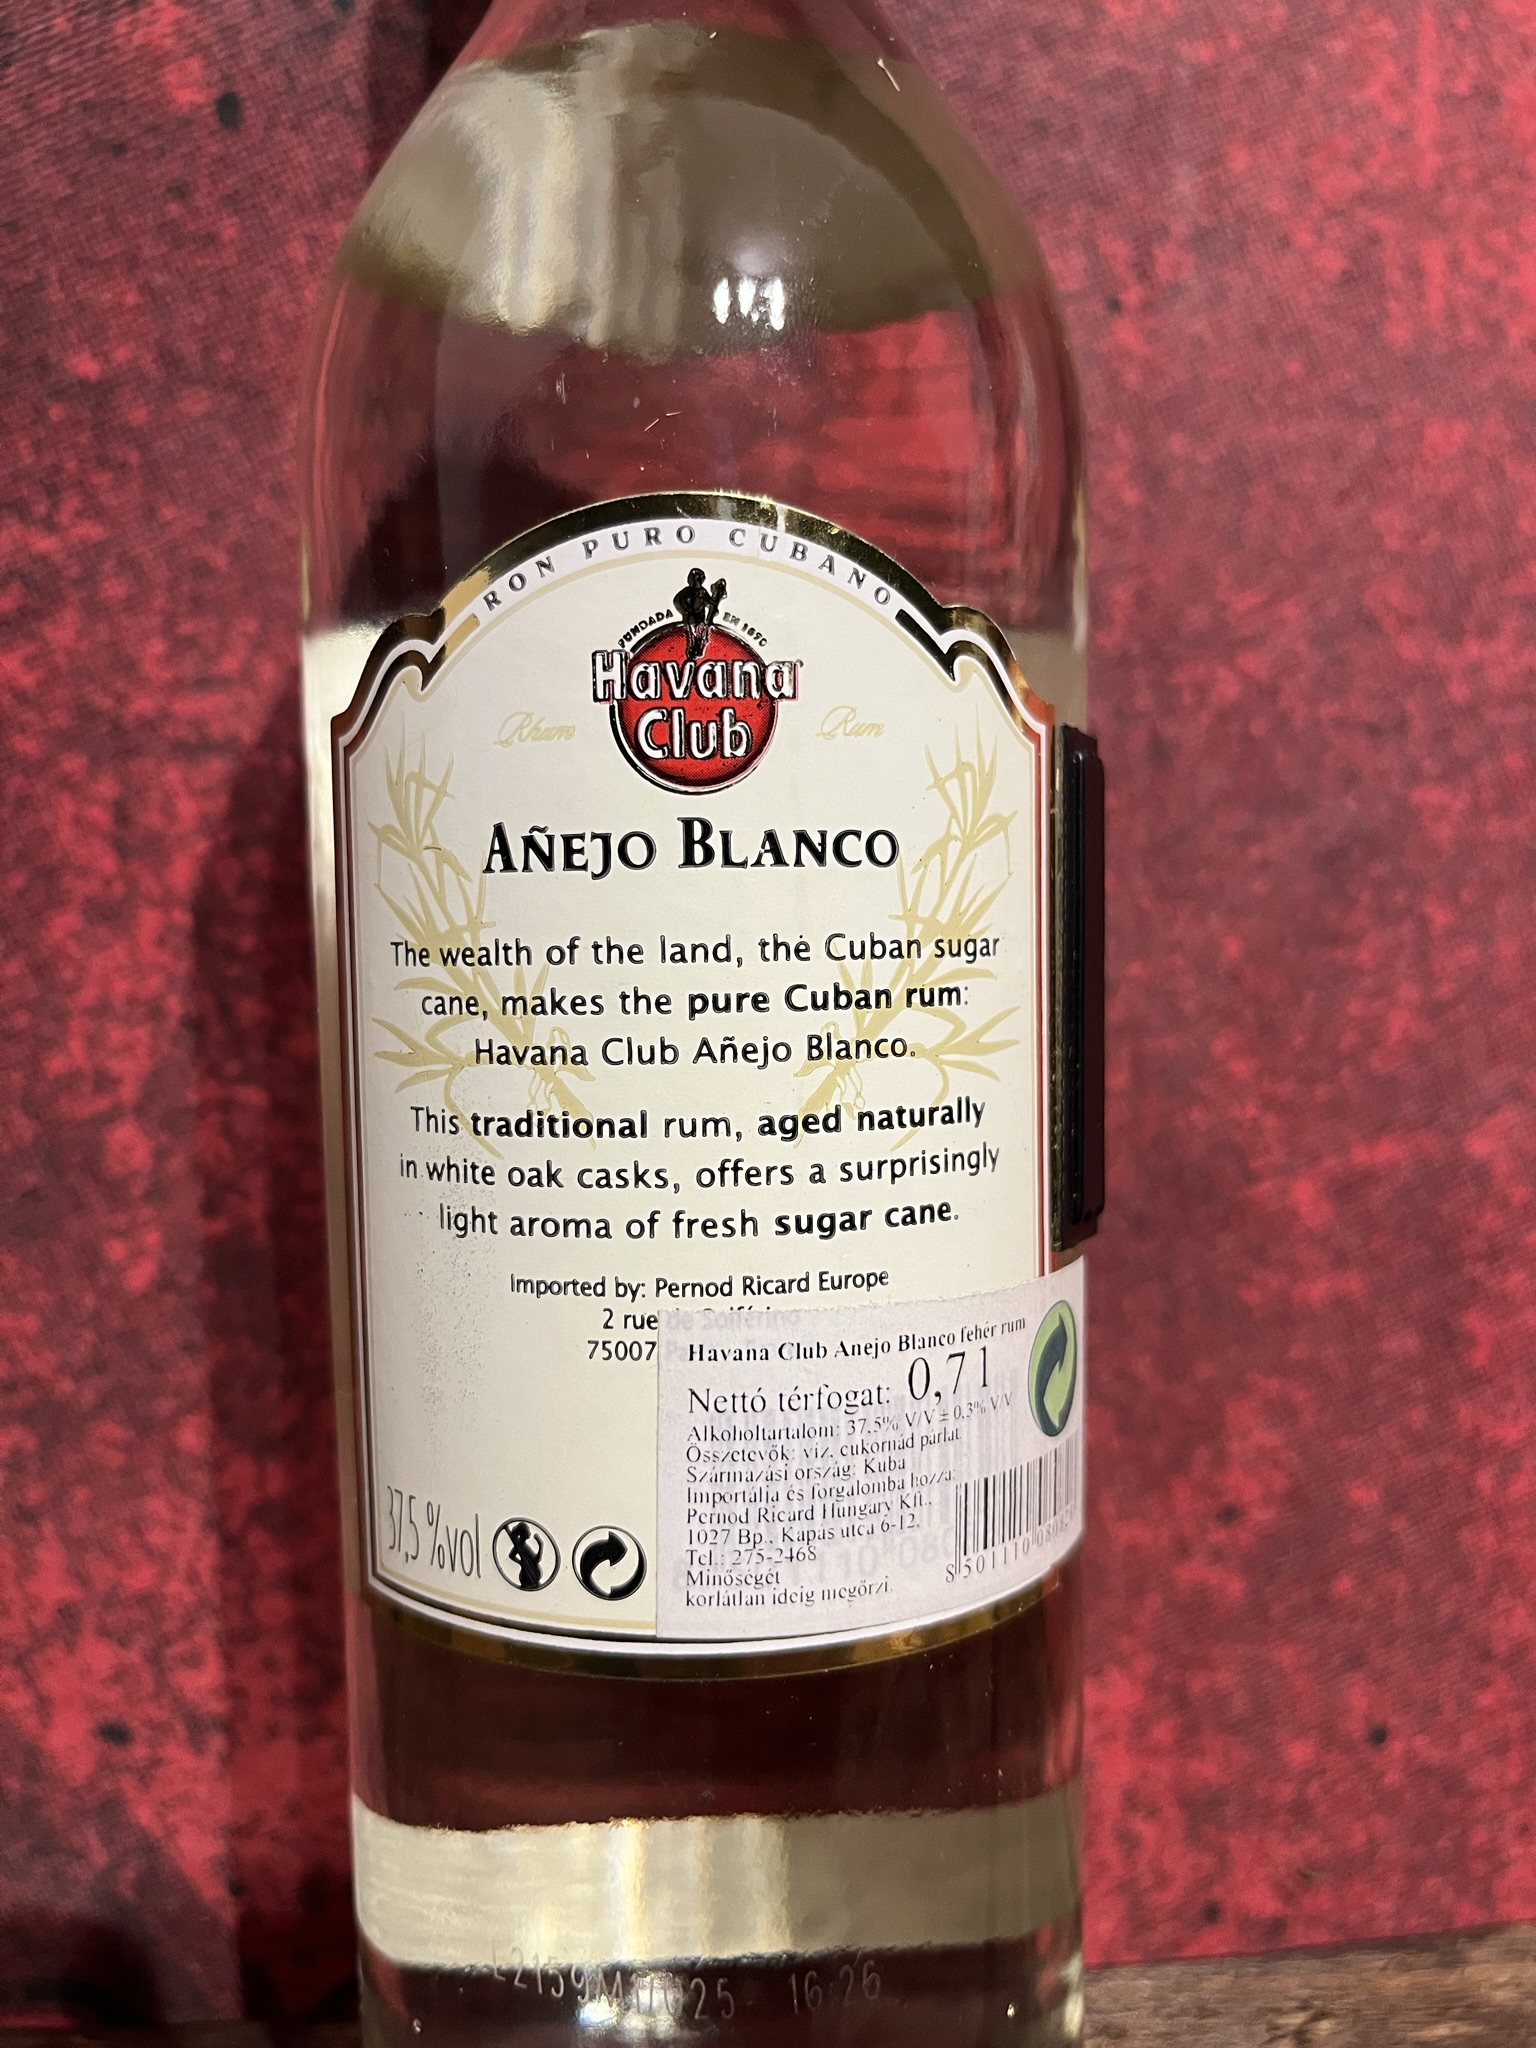 RON PURO CUBANO
FUNDADA EN 1878
Havana
Club
Rhum
Rum
AÑEJO BLANCO
The wealth of the land, the Cuban sugar
cane, makes the pure Cuban rum:
Havana Club Añejo Blanco.
This traditional rum, aged naturally
in white oak casks, offers a surprisingly
light aroma of fresh sugar cane.
Imported by: Pernod Ricard Europe
2 rue de Solférino
75007
37,5 %vol
Havana Club Anejo Blanco fehér rum
Nettó térfogat: 0,7 l
Alkoholtartalom: 37.5% V/V ± 0.3% V/V
Összetevők: víz, cukornád párlat
Származási ország: Kuba
Importálja és forgalomba hozza:
Pernod Ricard Hungary Kft.,
1027 Bp., Kapás utca 6-12.
Tel.: 275-2468
Minőségét
korlátlan ideig megőrzi.
16:26